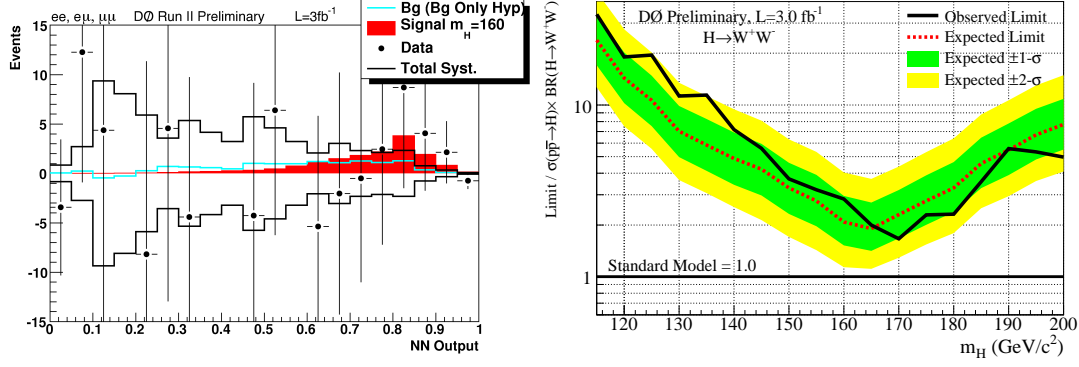 ee, eμ, μμ DØ Run II Preliminary L=3fb⁻¹
Bg (Bg Only Hyp)
Signal m_H=160
Data
Total Syst.
Events
15
10
5
0
-5
-10
-15
0 0.1 0.2 0.3 0.4 0.5 0.6 0.7 0.8 0.9 1
NN Output
DØ Preliminary, L=3.0 fb⁻¹
H→W⁺W⁻
Observed Limit
Expected Limit
Expected ±1-σ
Expected ±2-σ
Limit / σ(pp̅→H)× BR(H→W⁺W⁻)
10
1
Standard Model = 1.0
120 130 140 150 160 170 180 190 200
m_H (GeV/c²)